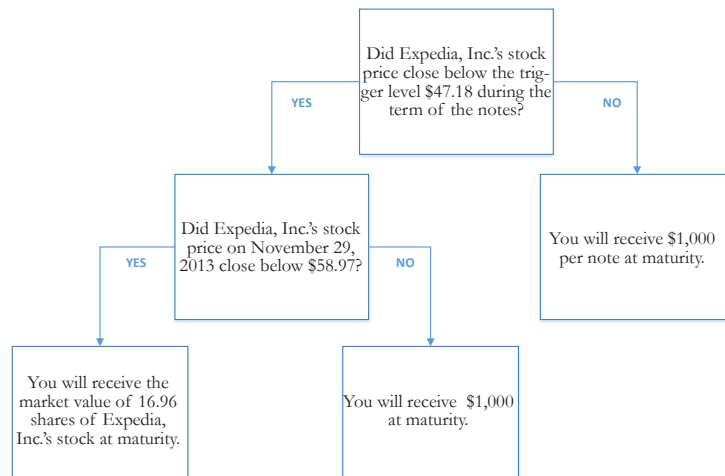 Did Expedia, Inc.'s stock
price close below the trig-
ger level $47.18 during the
term of the notes?
YES
NO
Did Expedia, Inc.'s stock
price on November 29,
2013 close below $58.97?
You will receive $1,000
per note at maturity.
YES
NO
You will receive the
market value of 16.96
shares of Expedia,
Inc.'s stock at maturity.
You will receive $1,000
at maturity.